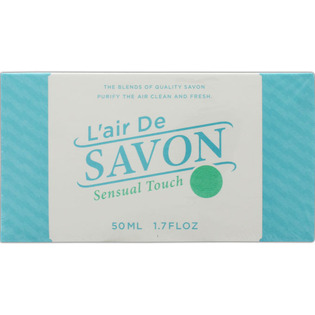 THE BLENDS OF QUALITY SAVON
PURIFY THE AIR CLEAN AND FRESH.
L'air De
SAVON
Sensual Touch
50ML 1.7FLOZ